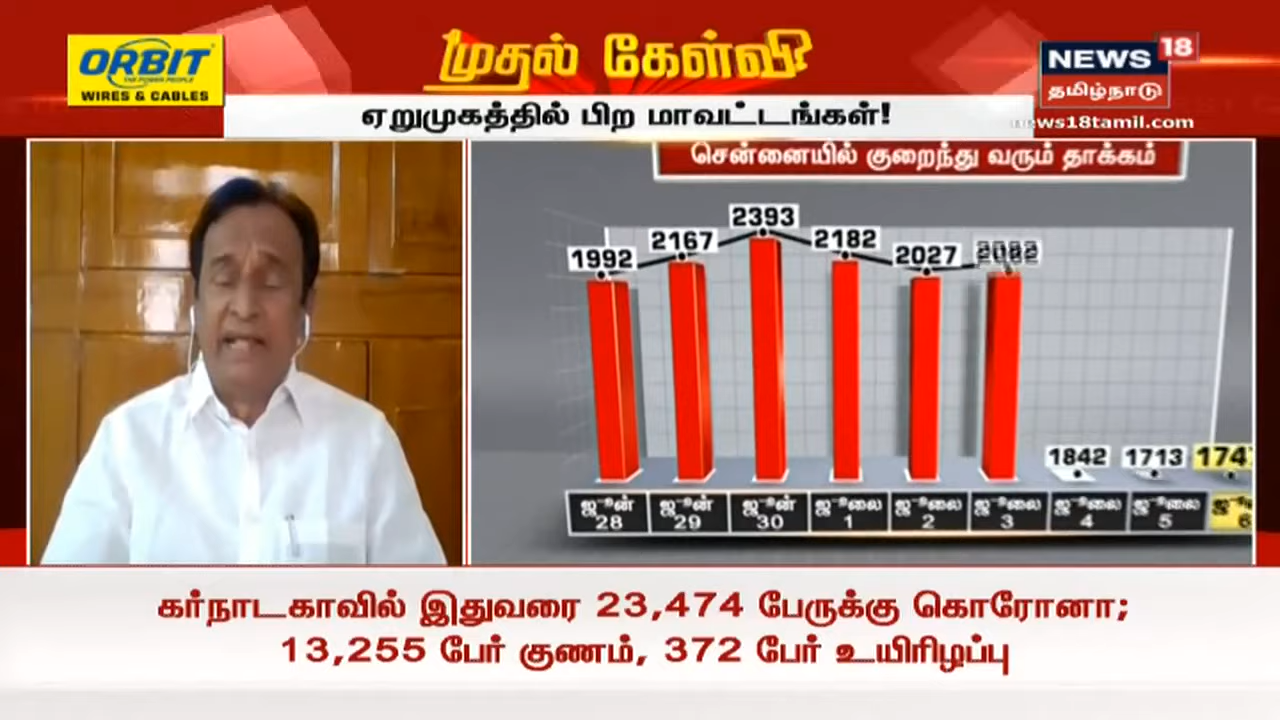 ORBIT
THE POWER PEOPLE
WIRES & CABLES
முதல் கேள்வி?
NEWS 18
தமிழ்நாடு
news18tamil.com
ஏறுமுகத்தில் பிற மாவட்டங்கள்!
சென்னையில் குறைந்து வரும் தாக்கம்
1992
2167
2393
2182
2027
1842
1713
ஜூன் 28
ஜூன் 29
ஜூன் 30
ஜூலை 1
ஜூலை 2
ஜூலை 3
ஜூலை 4
ஜூலை 5
கர்நாடகாவில் இதுவரை 23,474 பேருக்கு கொரோனா;
13,255 பேர் குணம், 372 பேர் உயிரிழப்பு